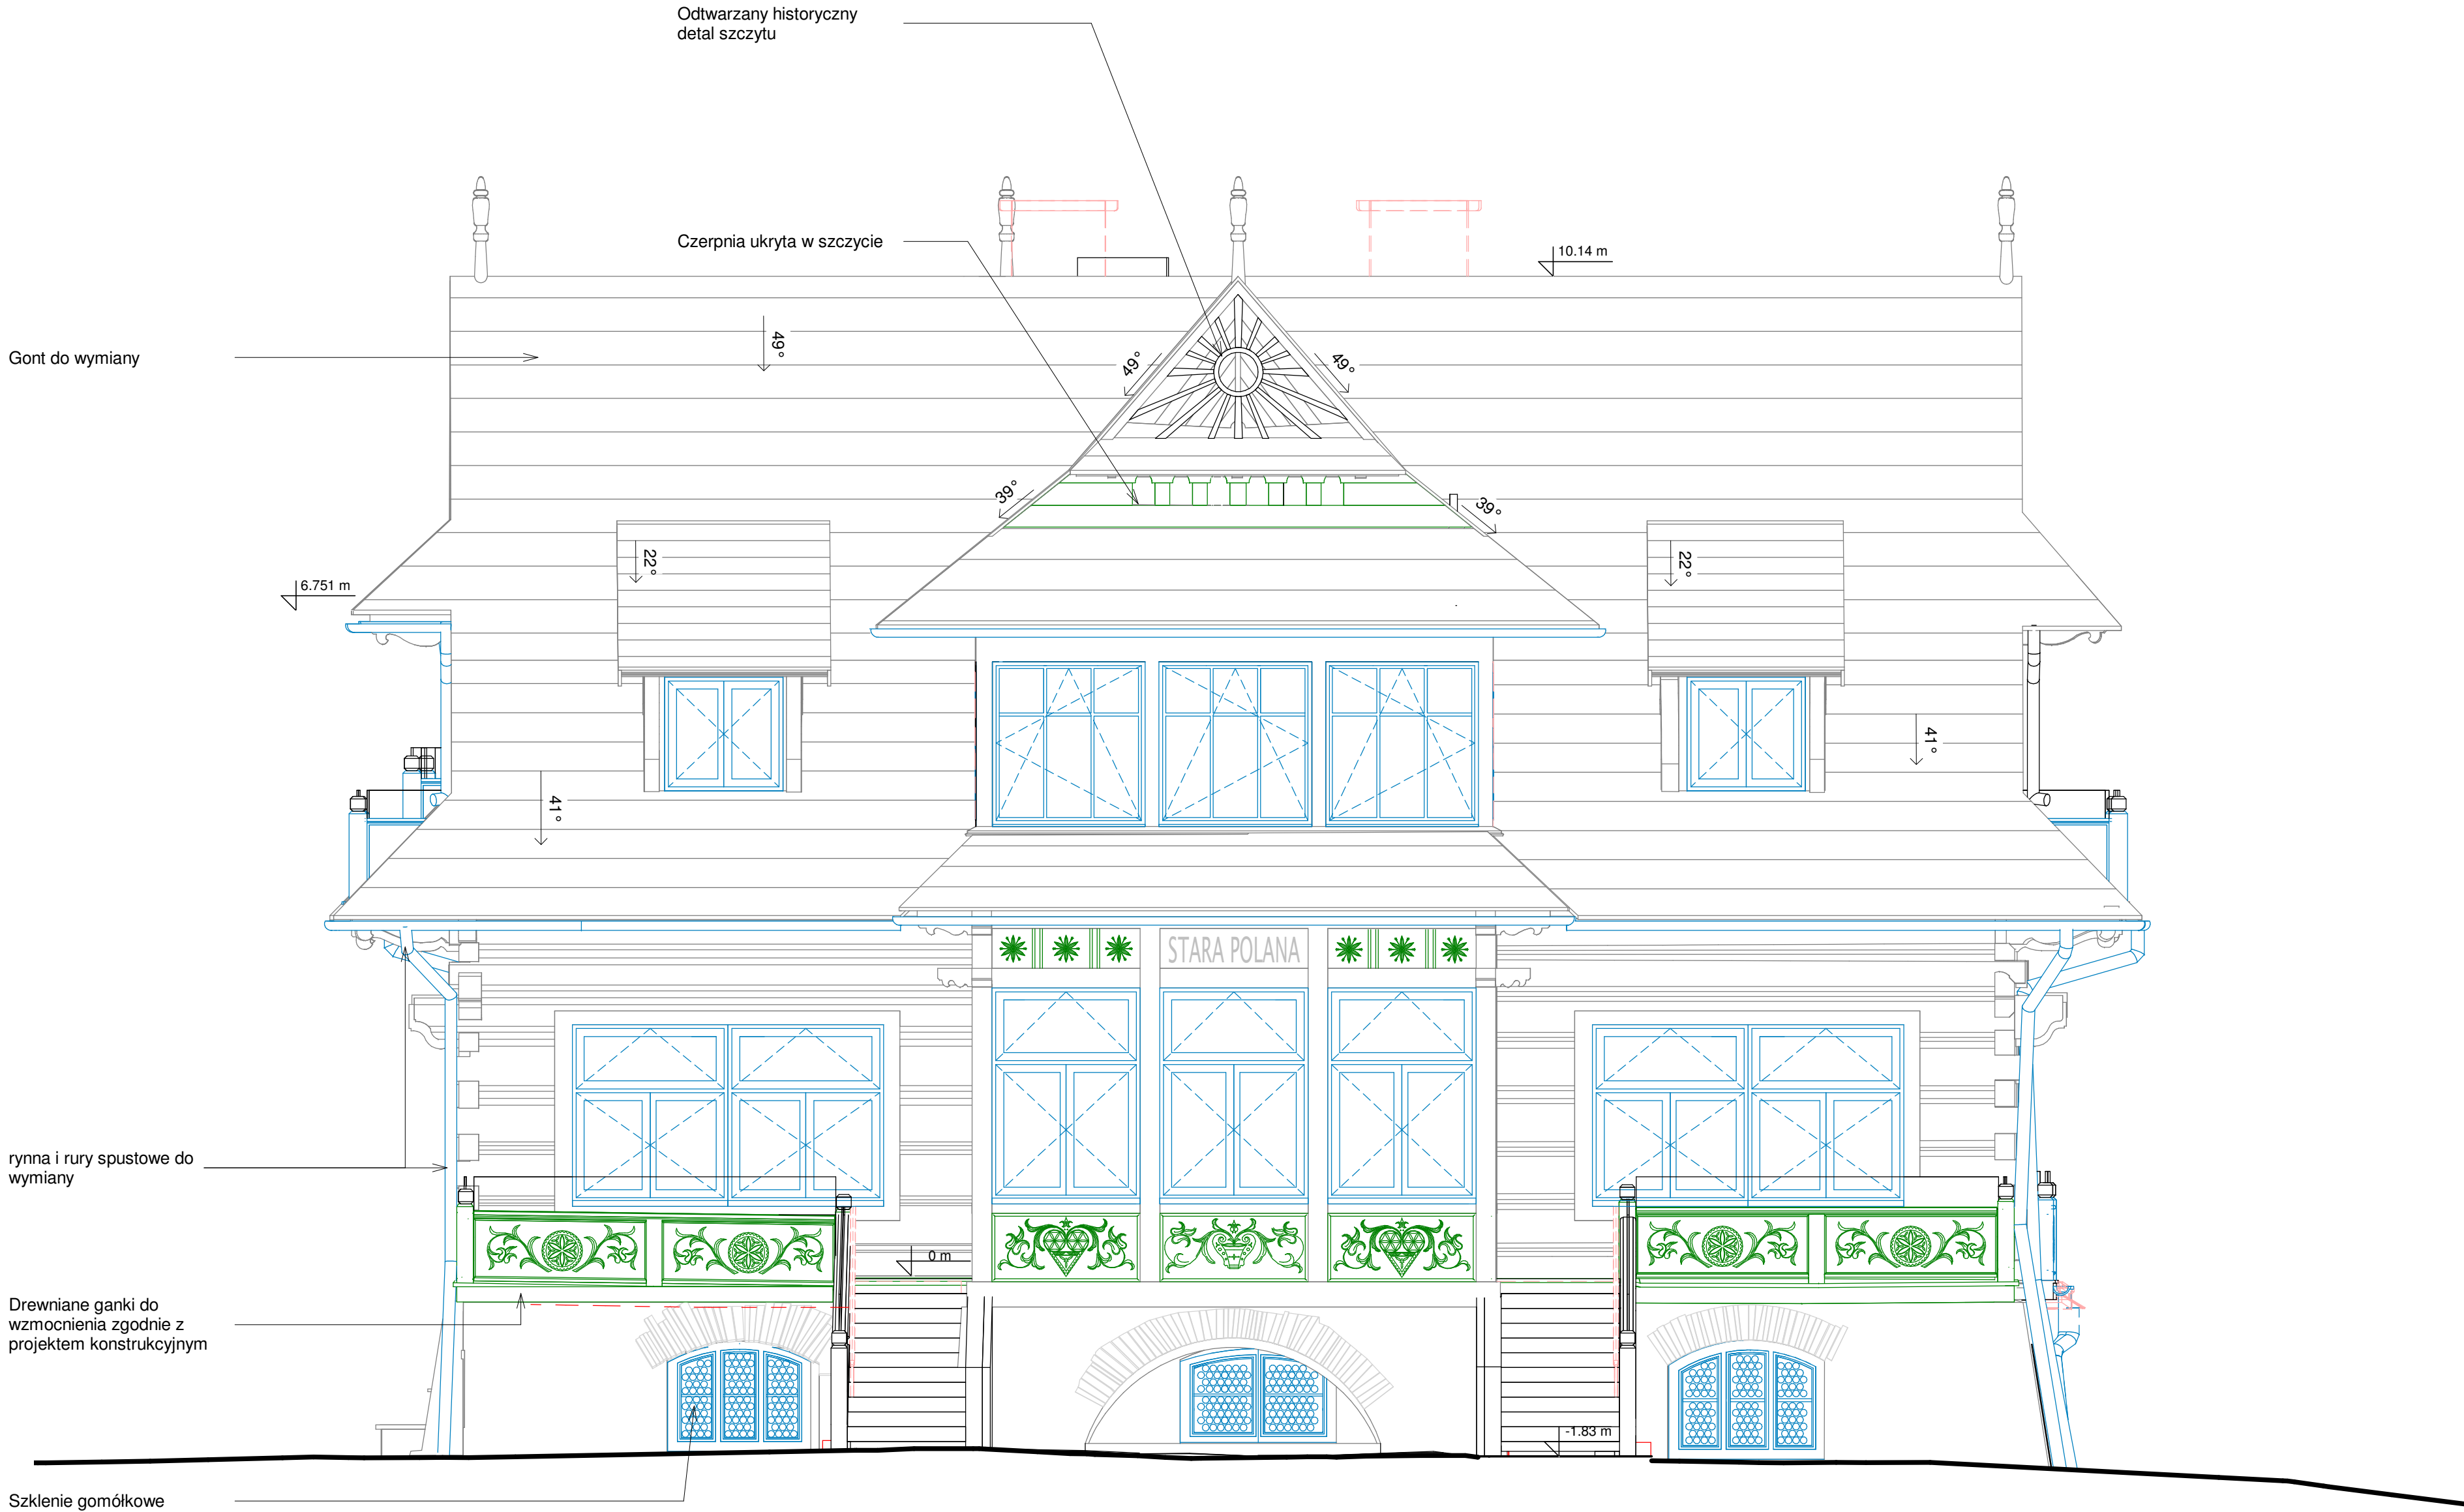 Odtwarzany historyczny
detal szczytu
Czerpnia ukryta w szczycie
10.14 m
Gont do wymiany
49°
49°
49°
39°
39°
22°
22°
6.751 m
41°
41°
STARA POLANA
rynna i rury spustowe do
wymiany
0 m
Drewniane ganki do
wzmocnienia zgodnie z
projektem konstrukcyjnym
-1.83 m
Szklenie gomółkowe